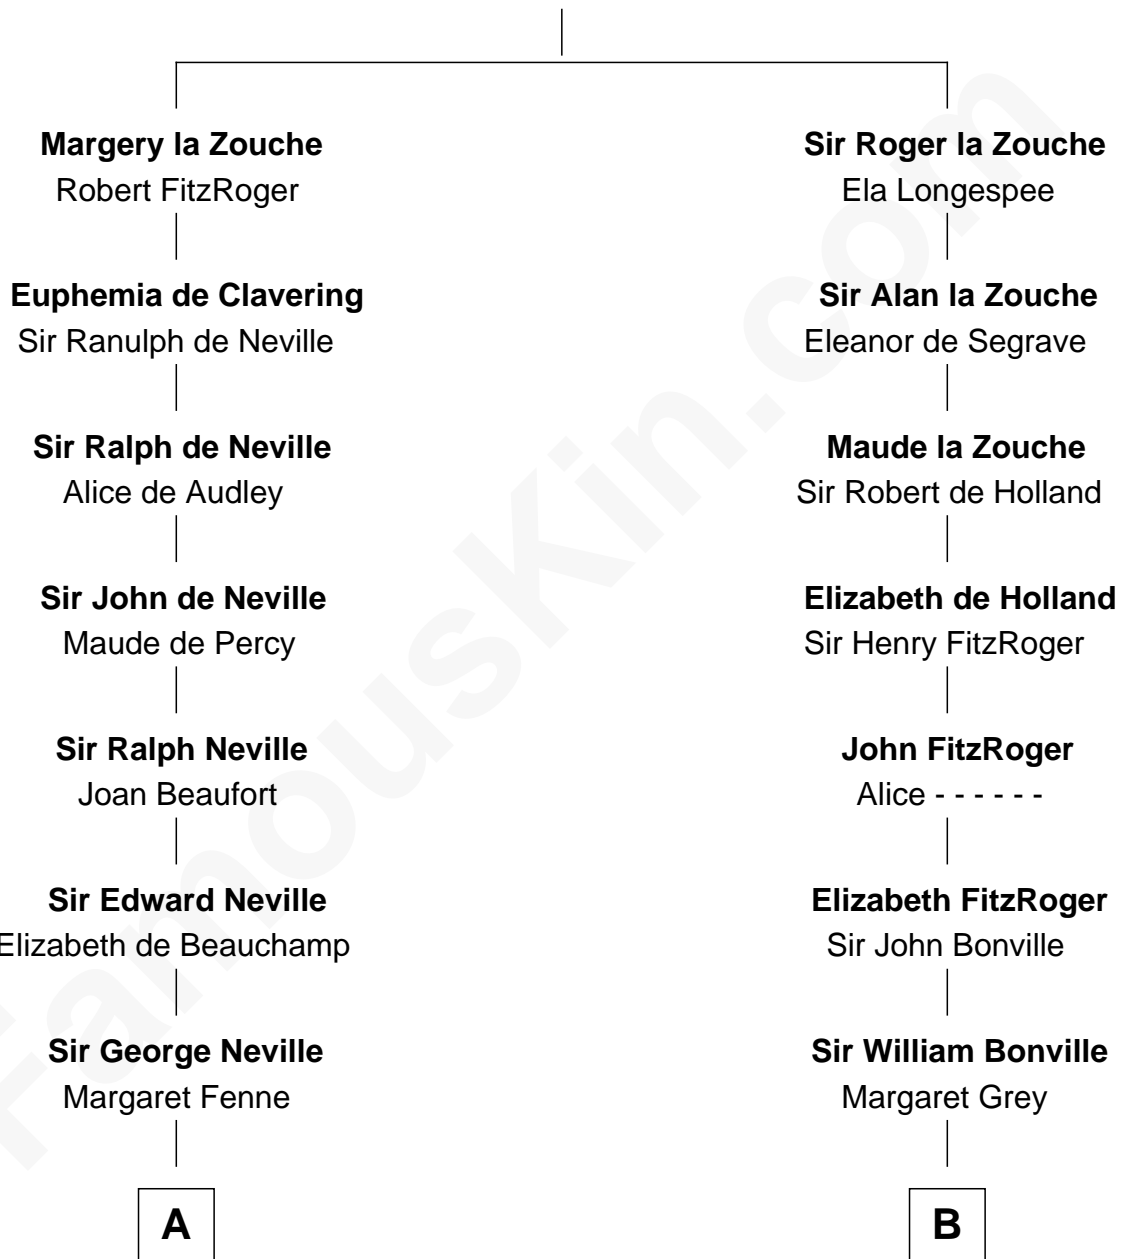 Margery la Zouche
Robert FitzRoger
Euphemia de Clavering
Sir Ranulph de Neville
Sir Ralph de Neville
Alice de Audley
Sir John de Neville
Maude de Percy
Sir Ralph Neville
Joan Beaufort
Sir Edward Neville
Elizabeth de Beauchamp
Sir George Neville
Margaret Fenne
A
Sir Roger la Zouche
Ela Longespee
Sir Alan la Zouche
Eleanor de Segrave
Maude la Zouche
Sir Robert de Holland
Elizabeth de Holland
Sir Henry FitzRoger
John FitzRoger
Alice - - - - - -
Elizabeth FitzRoger
Sir John Bonville
Sir William Bonville
Margaret Grey
B
FamousKin.com